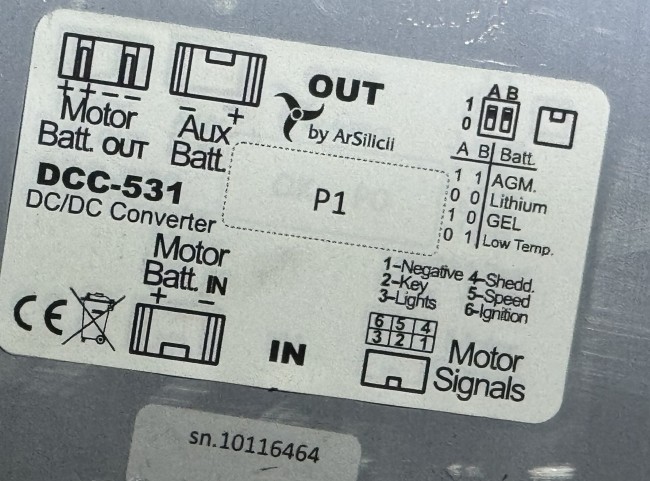 OUT
A B
1
0
+ + - -
Motor
Batt. OUT
- +
Aux
Batt.
by ArSilicii
A B Batt.
1 1 AGM.
0 0 Lithium
1 0 GEL
0 1 Low Temp.
DCC-531
DC/DC Converter
P1
Motor
Batt. IN
+ -
1-Negative 4-Shedd.
2-Key 5-Speed
3-Lights 6-Ignition
CE
IN
6 5 4
3 2 1
Motor
Signals
sn.10116464